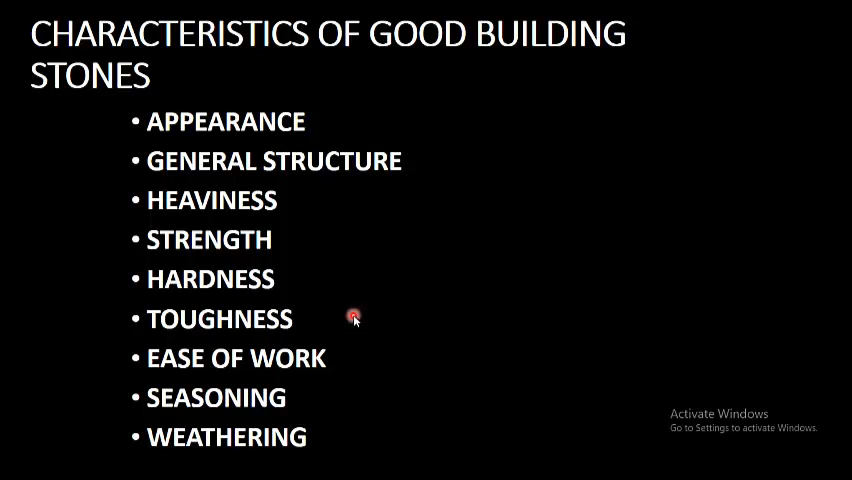 CHARACTERISTICS OF GOOD BUILDING
STONES
• APPEARANCE
• GENERAL STRUCTURE
• HEAVINESS
• STRENGTH
• HARDNESS
• TOUGHNESS
• EASE OF WORK
• SEASONING
• WEATHERING
Activate Windows
Go to Settings to activate Windows.